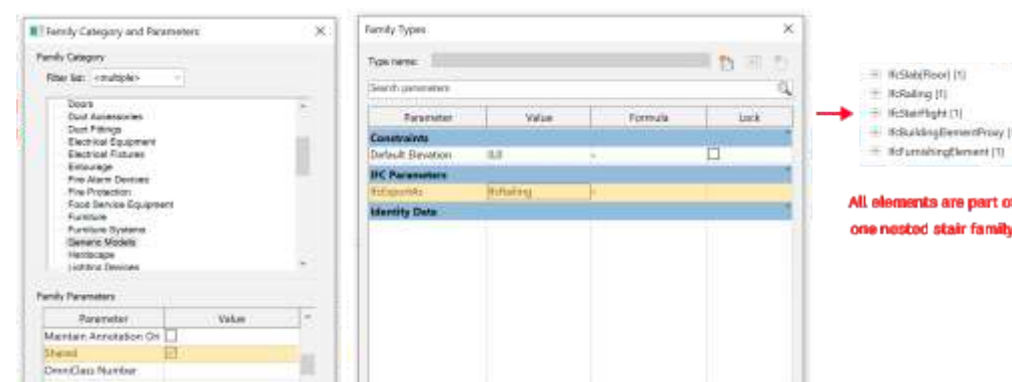 Family Category and Parameters
Family Category
Filter list: <multiple>
Doors
Duct Accessories
Duct Fittings
Electrical Equipment
Electrical Fixtures
Entourage
Fire Alarm Devices
Fire Protection
Food Service Equipment
Furniture
Furniture Systems
Generic Models
Hardscape
Lighting Devices
Family Parameters
Parameter Value
Maintain Annotation Ori
Shared
OmniClass Number
Family Types
Type name:
Search parameters
Parameter Value Formula Lock
Constraints
Default Elevation 0,0 =
IFC Parameters
IfcExportAs IfcRailing =
Identity Data
IfcSlab(Floor) (1)
IfcRailing (1)
IfcStairFlight (1)
IfcBuildingElementProxy (
IfcFurnishingElement (1)
All elements are part of
one nested stair family